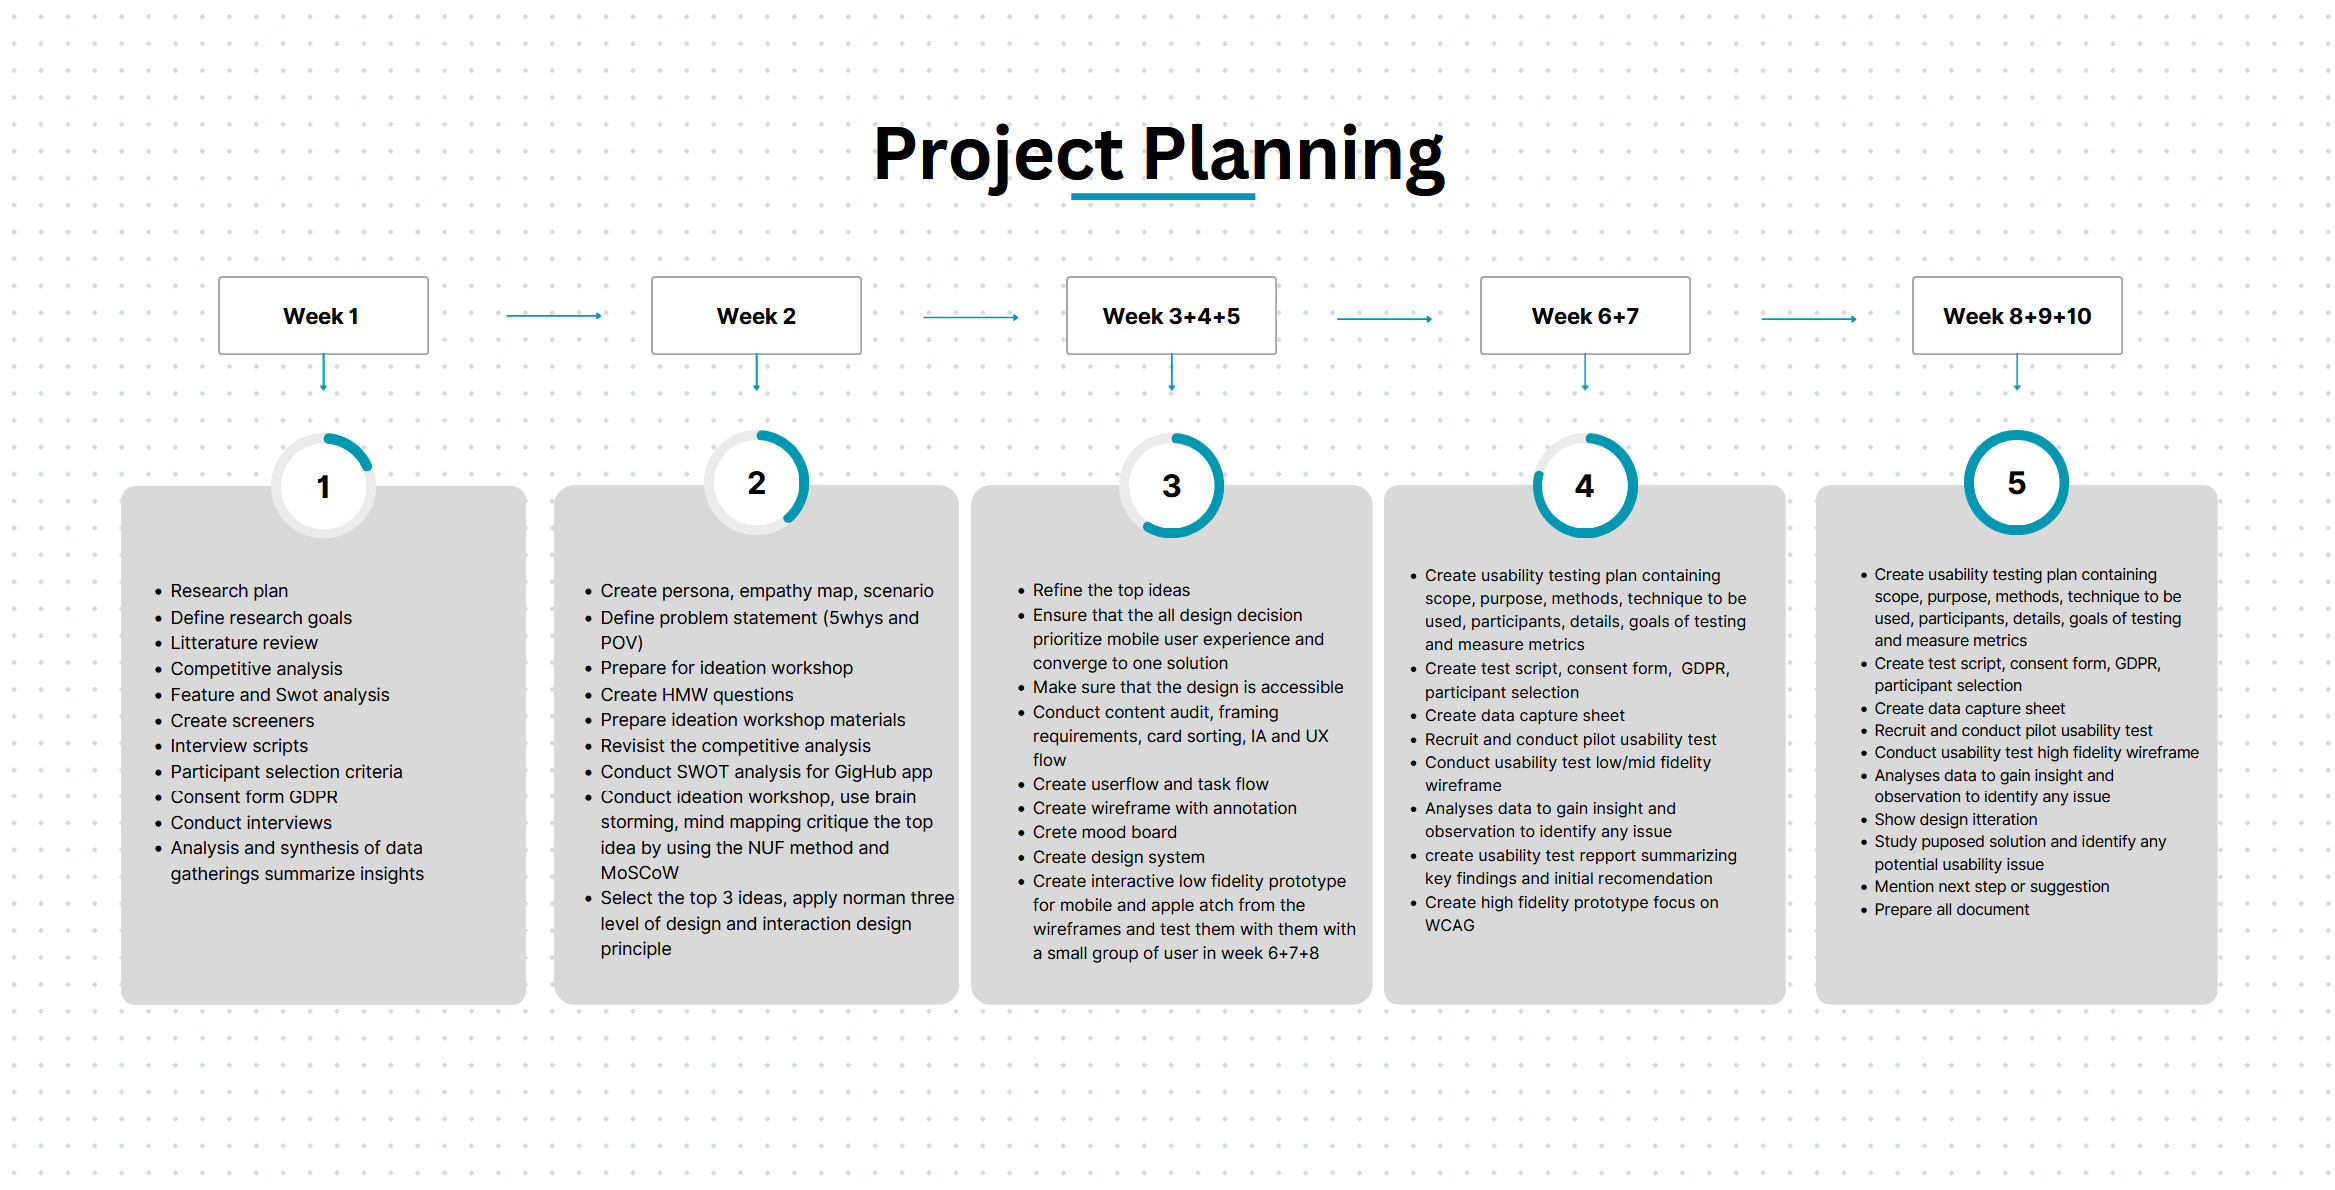 Project Planning
Week 1
Week 2
Week 3+4+5
Week 6+7
Week 8+9+10
1
• Research plan
• Define research goals
• Litterature review
• Competitive analysis
• Feature and Swot analysis
• Create screeners
• Interview scripts
• Participant selection criteria
• Consent form GDPR
• Conduct interviews
• Analysis and synthesis of data
gatherings summarize insights
2
• Create persona, empathy map, scenario
• Define problem statement (5whys and
POV)
• Prepare for ideation workshop
• Create HMW questions
• Prepare ideation workshop materials
• Revisist the competitive analysis
• Conduct SWOT analysis for GigHub app
• Conduct ideation workshop, use brain
storming, mind mapping critique the top
idea by using the NUF method and
MoSCoW
• Select the top 3 ideas, apply norman three
level of design and interaction design
principle
3
• Refine the top ideas
• Ensure that the all design decision
prioritize mobile user experience and
converge to one solution
• Make sure that the design is accessible
• Conduct content audit, framing
requirements, card sorting, IA and UX
flow
• Create userflow and task flow
• Create wireframe with annotation
• Crete mood board
• Create design system
• Create interactive low fidelity prototype
for mobile and apple atch from the
wireframes and test them with them with
a small group of user in week 6+7+8
4
• Create usability testing plan containing
scope, purpose, methods, technique to be
used, participants, details, goals of testing
and measure metrics
• Create test script, consent form, GDPR,
participant selection
• Create data capture sheet
• Recruit and conduct pilot usability test
• Conduct usability test low/mid fidelity
wireframe
• Analyses data to gain insight and
observation to identify any issue
• create usability test repport summarizing
key findings and initial recomendation
• Create high fidelity prototype focus on
WCAG
5
• Create usability testing plan containing
scope, purpose, methods, technique to be
used, participants, details, goals of testing
and measure metrics
• Create test script, consent form, GDPR,
participant selection
• Create data capture sheet
• Recruit and conduct pilot usability test
• Conduct usability test high fidelity wireframe
• Analyses data to gain insight and
observation to identify any issue
• Show design itteration
• Study puposed solution and identify any
potential usability issue
• Mention next step or suggestion
• Prepare all document